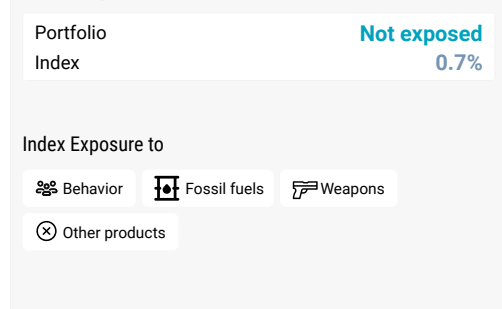 Portfolio Not exposed
Index 0.7%
Index Exposure to
Behavior Fossil fuels Weapons
Other products